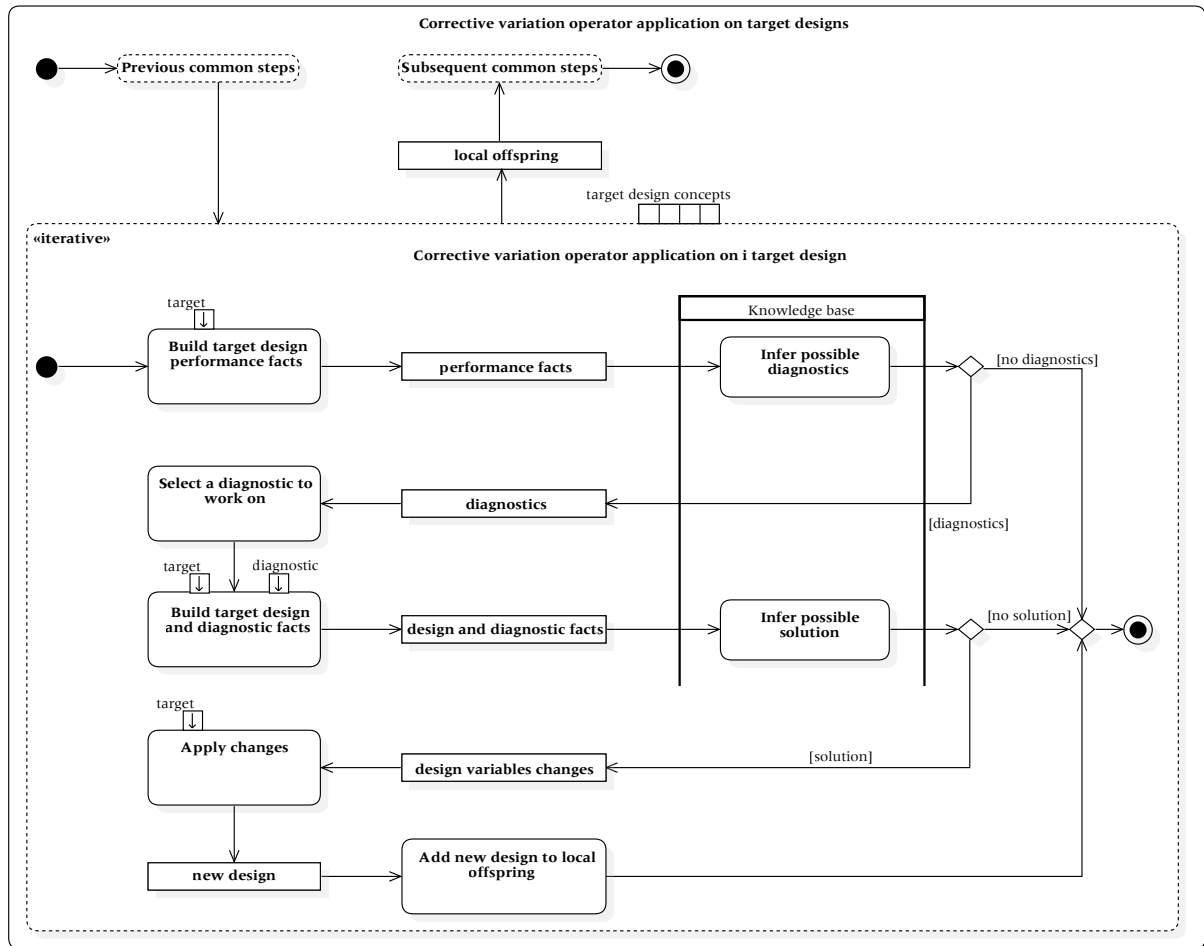 Corrective variation operator application on target designs
Previous common steps
Subsequent common steps
local offspring
target design concepts
«iterative»
Corrective variation operator application on i target design
target
Knowledge base
Build target design
performance facts
performance facts
Infer possible
diagnostics
[no diagnostics]
Select a diagnostic to
work on
diagnostics
[diagnostics]
target
diagnostic
Build target design
and diagnostic facts
design and diagnostic facts
Infer possible
solution
[no solution]
target
Apply changes
design variables changes
[solution]
new design
Add new design to local
offspring